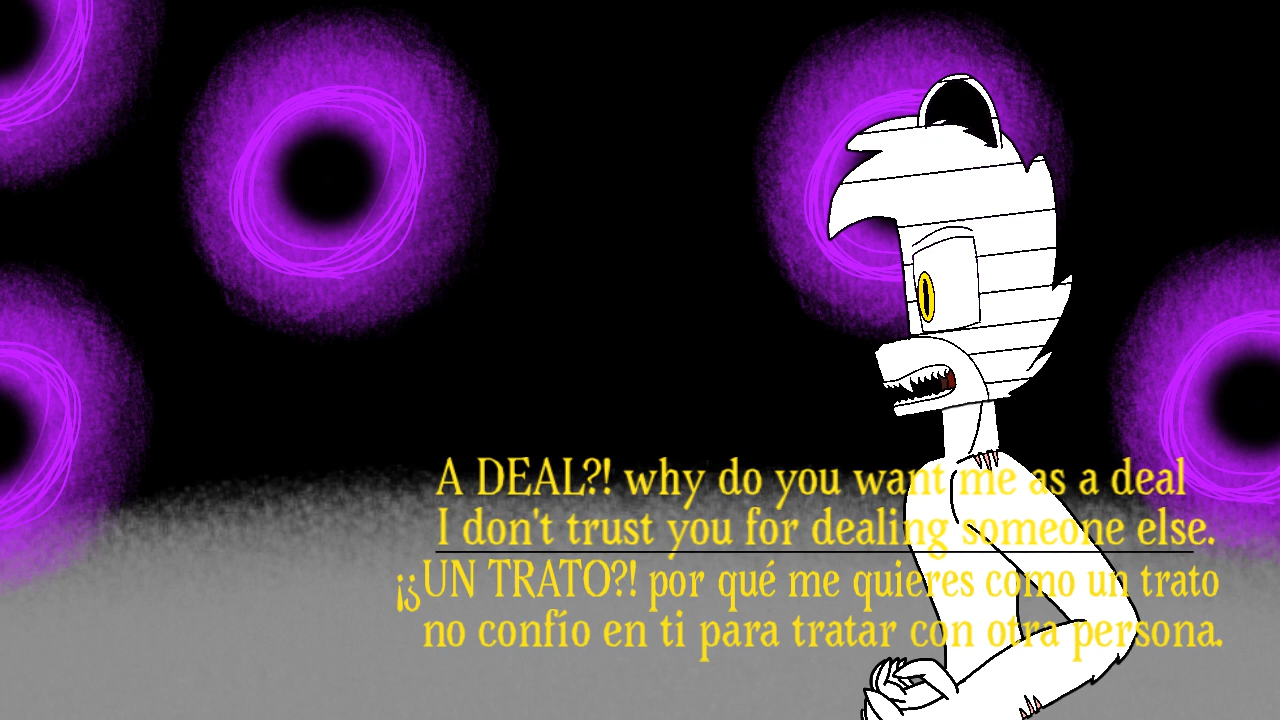 A DEAL?! why do you want me as a deal
I don't trust you for dealing someone else.
¡¿UN TRATO?! por qué me quieres como un trato
no confío en ti para tratar con otra persona.